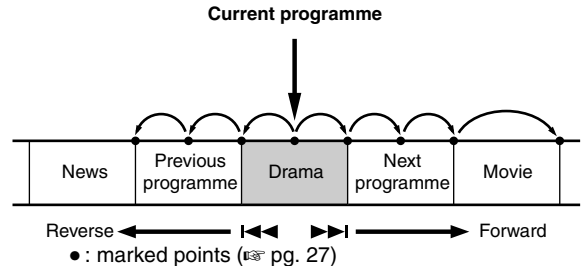 Current programme
News
Previous
programme
Drama
Next
programme
Movie
Reverse
Forward
● : marked points (☞ pg. 27)